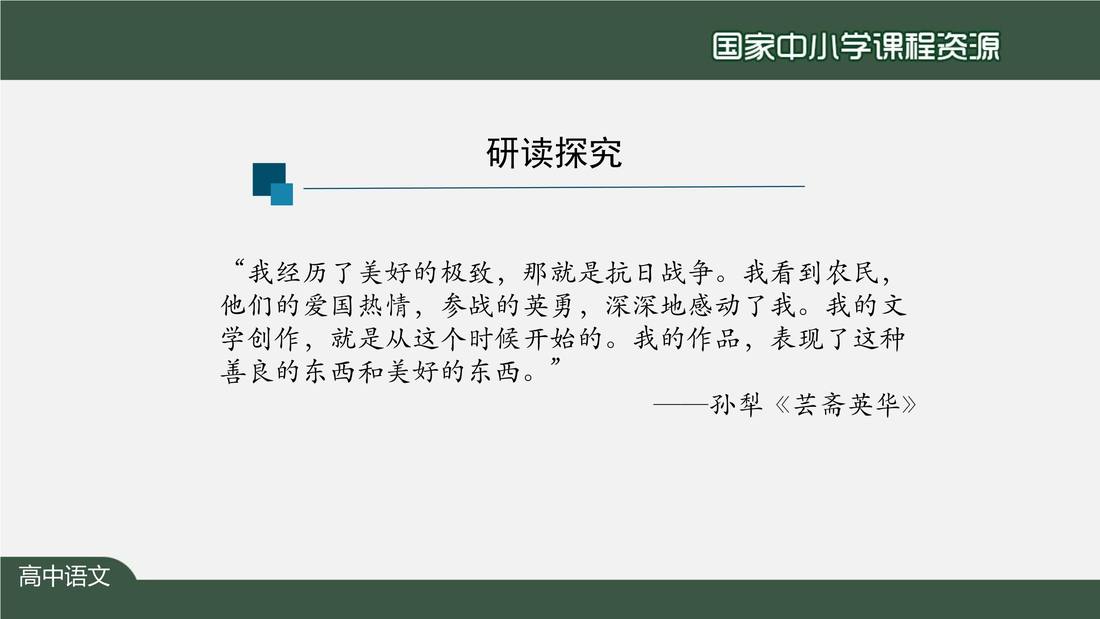 国家中小学课程资源
研读探究
“我经历了美好的极致，那就是抗日战争。我看到农民，
他们的爱国热情，参战的英勇，深深地感动了我。我的文
学创作，就是从这个时候开始的。我的作品，表现了这种
善良的东西和美好的东西。”
——孙犁《芸斋英华》
高中语文